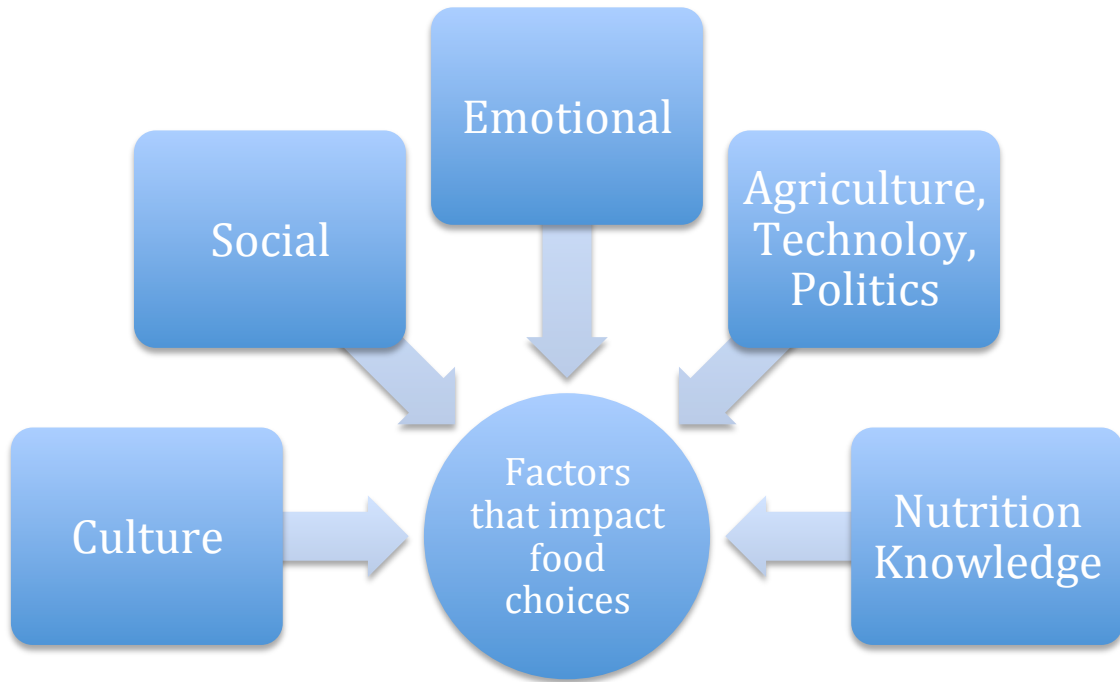 Emotional
Social
Agriculture,
Technoloy,
Politics
Culture
Factors
that impact
food
choices
Nutrition
Knowledge